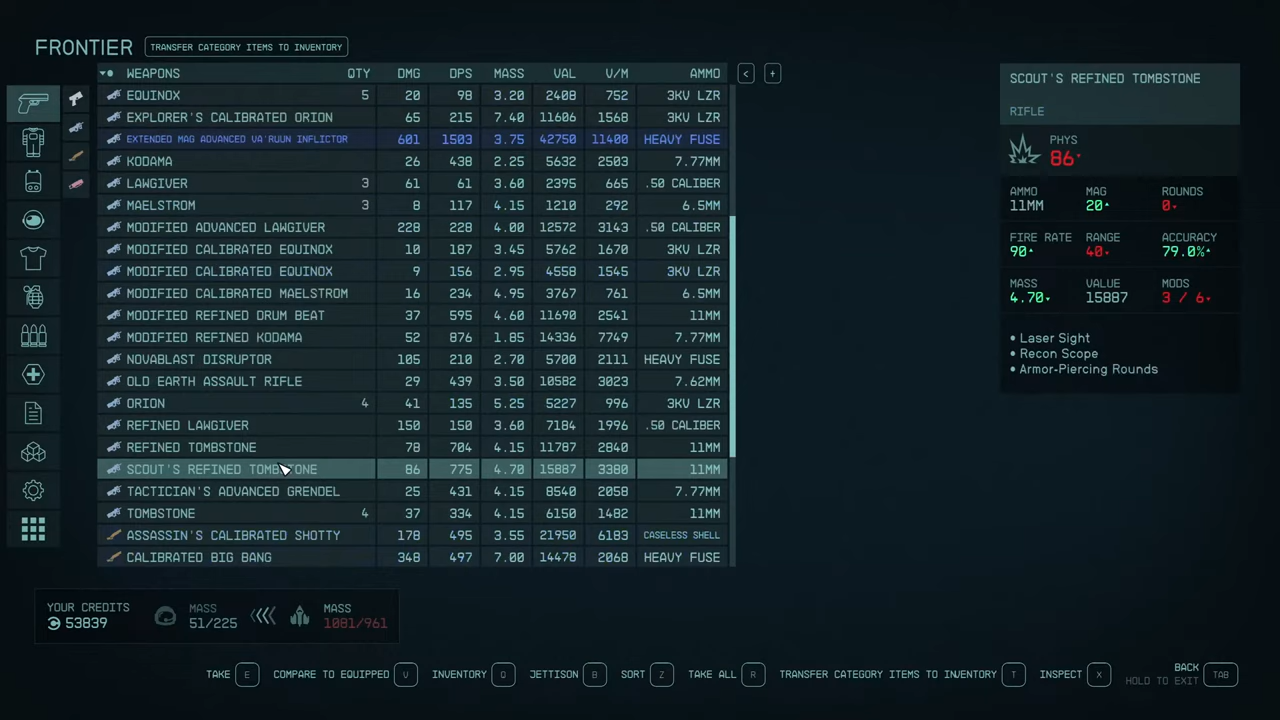 FRONTIER TRANSFER CATEGORY ITEMS TO INVENTORY
WEAPONS QTY DMG DPS MASS VAL V/M AMMO < +
EQUINOX 5 20 98 3.20 2408 752 3KV LZR
EXPLORER'S CALIBRATED ORION 65 215 7.40 11606 1568 3KV LZR
EXTENDED MAG ADVANCED VA'RUUN INFLICTOR 601 1503 3.75 42750 11400 HEAVY FUSE
KODAMA 26 438 2.25 5632 2503 7.77MM
LAWGIVER 3 61 61 3.60 2395 665 .50 CALIBER
MAELSTROM 3 8 117 4.15 1210 292 6.5MM
MODIFIED ADVANCED LAWGIVER 228 228 4.00 12572 3143 .50 CALIBER
MODIFIED CALIBRATED EQUINOX 10 187 3.45 5762 1670 3KV LZR
MODIFIED CALIBRATED EQUINOX 9 156 2.95 4558 1545 3KV LZR
MODIFIED CALIBRATED MAELSTROM 16 234 4.95 3767 761 6.5MM
MODIFIED REFINED DRUM BEAT 37 595 4.60 11690 2541 11MM
MODIFIED REFINED KODAMA 52 876 1.85 14336 7749 7.77MM
NOVABLAST DISRUPTOR 105 210 2.70 5700 2111 HEAVY FUSE
OLD EARTH ASSAULT RIFLE 29 439 3.50 10582 3023 7.62MM
ORION 4 41 135 5.25 5227 996 3KV LZR
REFINED LAWGIVER 150 150 3.60 7184 1996 .50 CALIBER
REFINED TOMBSTONE 78 704 4.15 11787 2840 11MM
SCOUT'S REFINED TOMBSTONE 86 775 4.70 15887 3380 11MM
TACTICIAN'S ADVANCED GRENDEL 25 431 4.15 8540 2058 7.77MM
TOMBSTONE 4 37 334 4.15 6150 1482 11MM
ASSASSIN'S CALIBRATED SHOTTY 178 495 3.55 21950 6183 CASELESS SHELL
CALIBRATED BIG BANG 348 497 7.00 14478 2068 HEAVY FUSE
SCOUT'S REFINED TOMBSTONE
RIFLE
PHYS
86
AMMO MAG ROUNDS
11MM 20 0
FIRE RATE RANGE ACCURACY
90 40 79.0%
MASS VALUE MODS
4.70 15887 3 / 6
• Laser Sight
• Recon Scope
• Armor-Piercing Rounds
YOUR CREDITS MASS MASS
53839 51/225 1081/961
TAKE E COMPARE TO EQUIPPED V INVENTORY Q JETTISON B SORT Z TAKE ALL R TRANSFER CATEGORY ITEMS TO INVENTORY T INSPECT X BACK TAB
HOLD TO EXIT